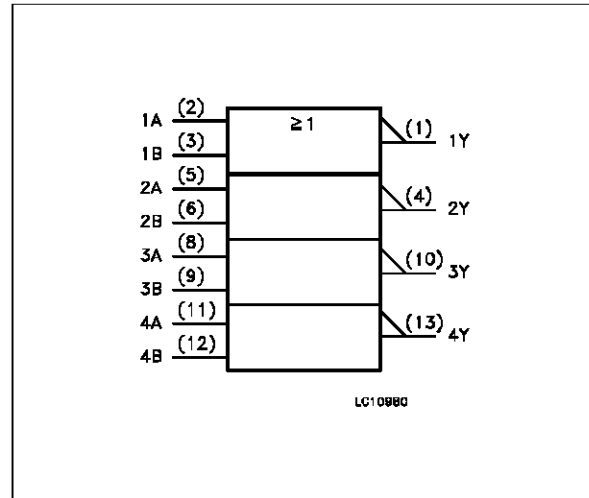 1A (2) ≥1 (1) 1Y
1B (3)
2A (5) (4) 2Y
2B (6)
3A (8) (10) 3Y
3B (9)
4A (11) (13) 4Y
4B (12)
LC10980